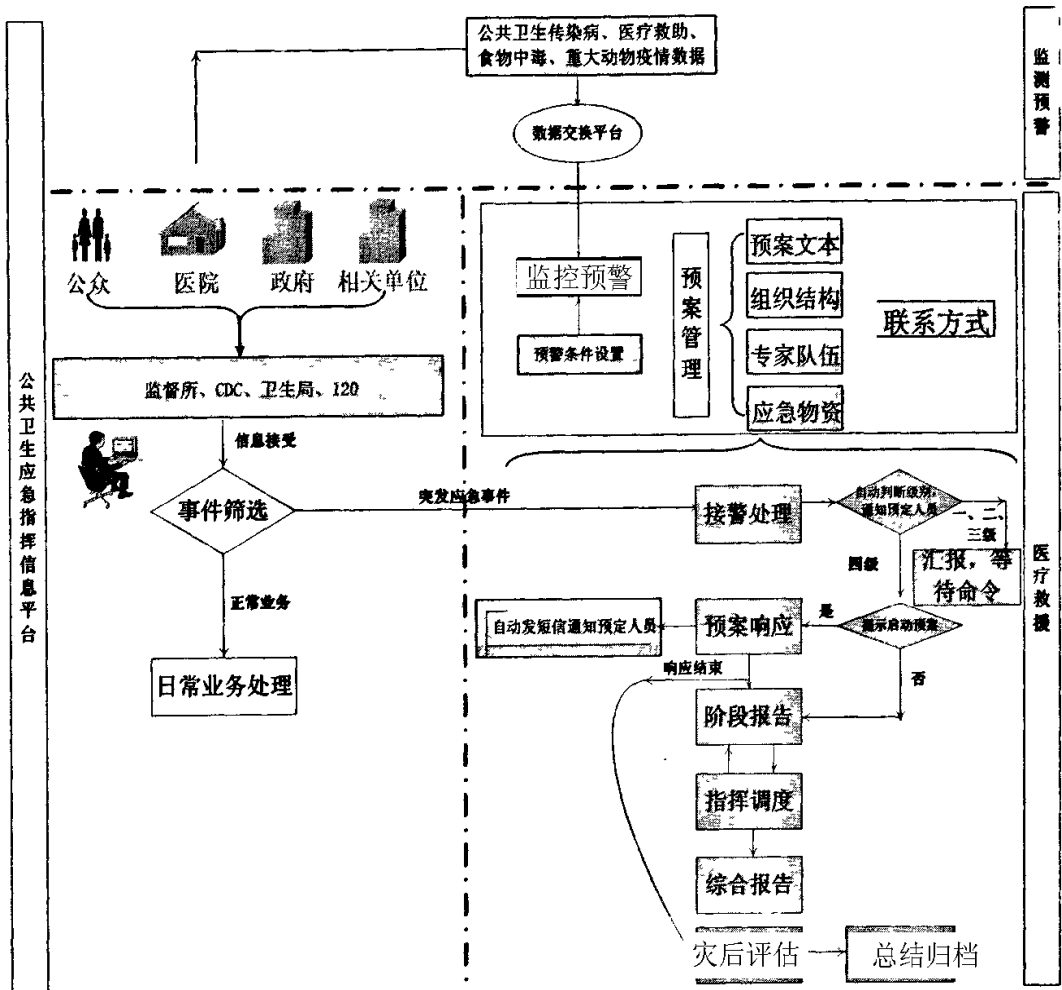 公共卫生传染病、医疗救助、
食物中毒、重大动物疫情数据
数据交换平台
监测预警
公众
医院
政府
相关单位
监督所、CDC、卫生局、120
信息接受
事件筛选
突发应急事件
正常业务
日常业务处理
公共卫生应急指挥信息平台
监控预警
预警条件设置
预案管理
预案文本
组织结构
专家队伍
应急物资
联系方式
接警处理
自动判断级别，
通知预定人员
一、二、
三级
汇报，等
待命令
四级
提示启动预案
是
否
预案响应
自动发短信通知预定人员
响应结束
阶段报告
指挥调度
综合报告
灾后评估
总结归档
医疗救援